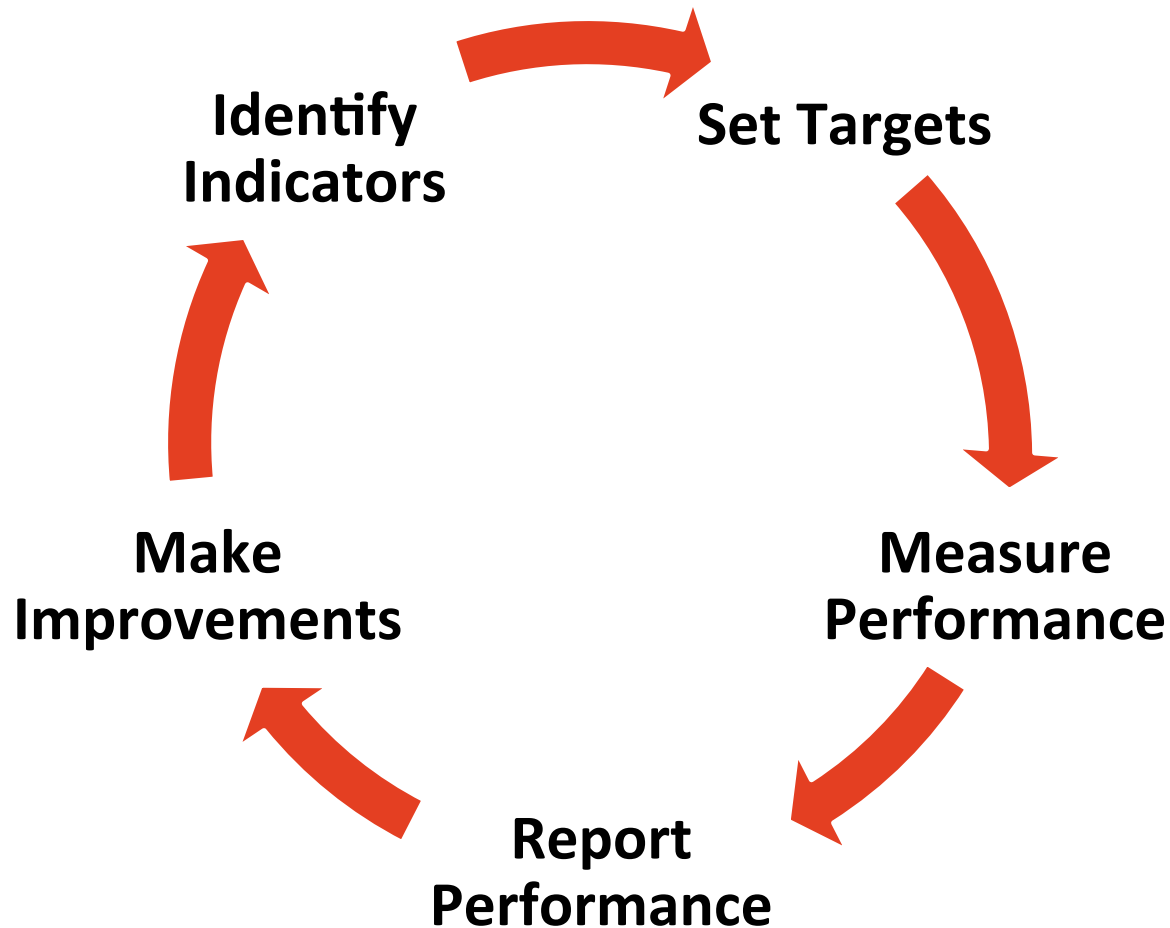 Identify
Indicators
Set Targets
Measure
Performance
Report
Performance
Make
Improvements